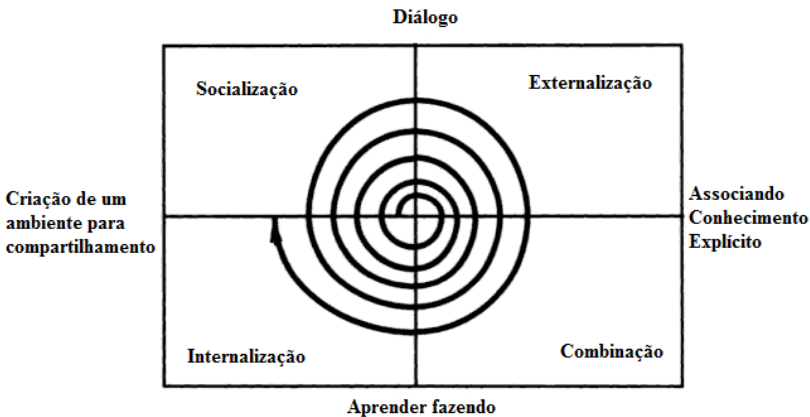 Diálogo
Socialização
Externalização
Criação de um
ambiente para
compartilhamento
Associando
Conhecimento
Explícito
Internalização
Combinação
Aprender fazendo